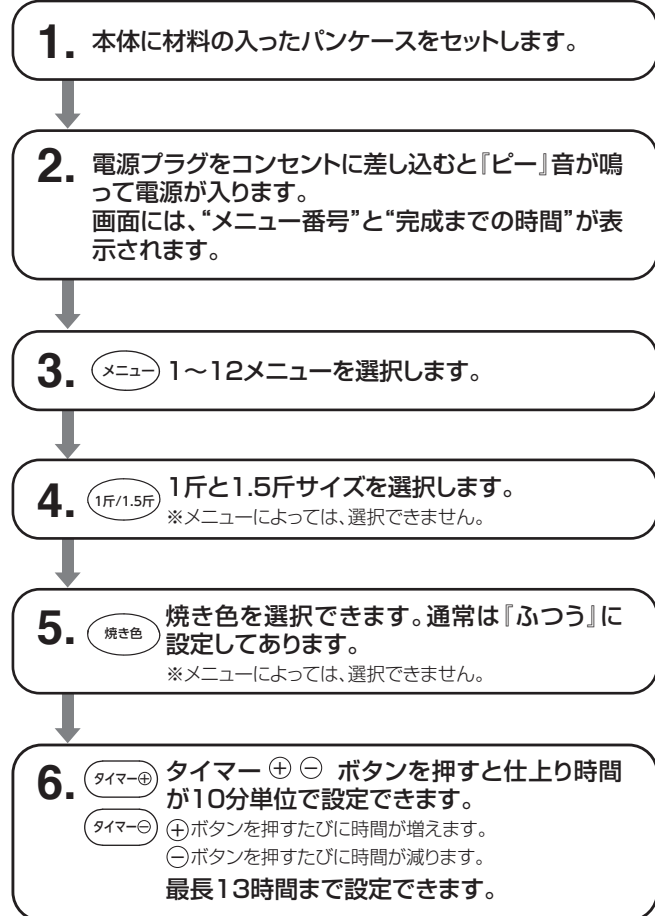 1. 本体に材料の入ったパンケースをセットします。
2. 電源プラグをコンセントに差し込むと『ピー』音が鳴
って電源が入ります。
画面には、“メニュー番号”と“完成までの時間”が表
示されます。
3. メニュー 1〜12メニューを選択します。
4. 1斤/1.5斤 1斤と1.5斤サイズを選択します。
※メニューによっては、選択できません。
5. 焼き色 焼き色を選択できます。通常は『ふつう』に
設定してあります。
※メニューによっては、選択できません。
6. タイマー⊕ タイマー ⊕ ⊖ ボタンを押すと仕上り時間
が10分単位で設定できます。
タイマー⊖ ⊕ボタンを押すたびに時間が増えます。
⊖ボタンを押すたびに時間が減ります。
最長13時間まで設定できます。